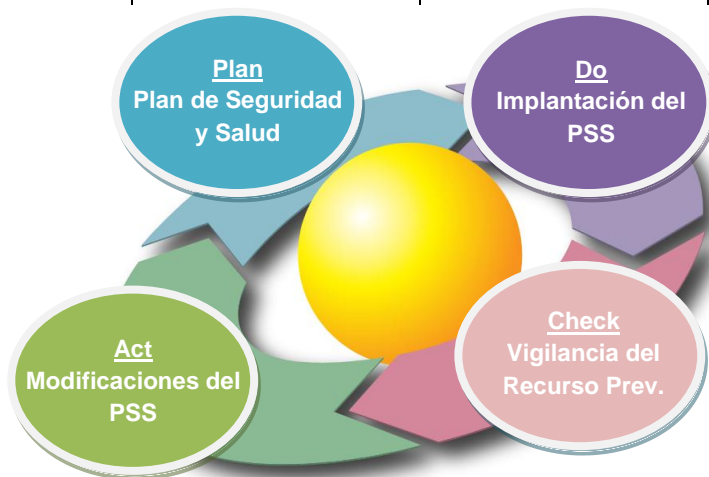 Plan
Plan de Seguridad
y Salud
Do
Implantación del
PSS
Check
Vigilancia del
Recurso Prev.
Act
Modificaciones del
PSS